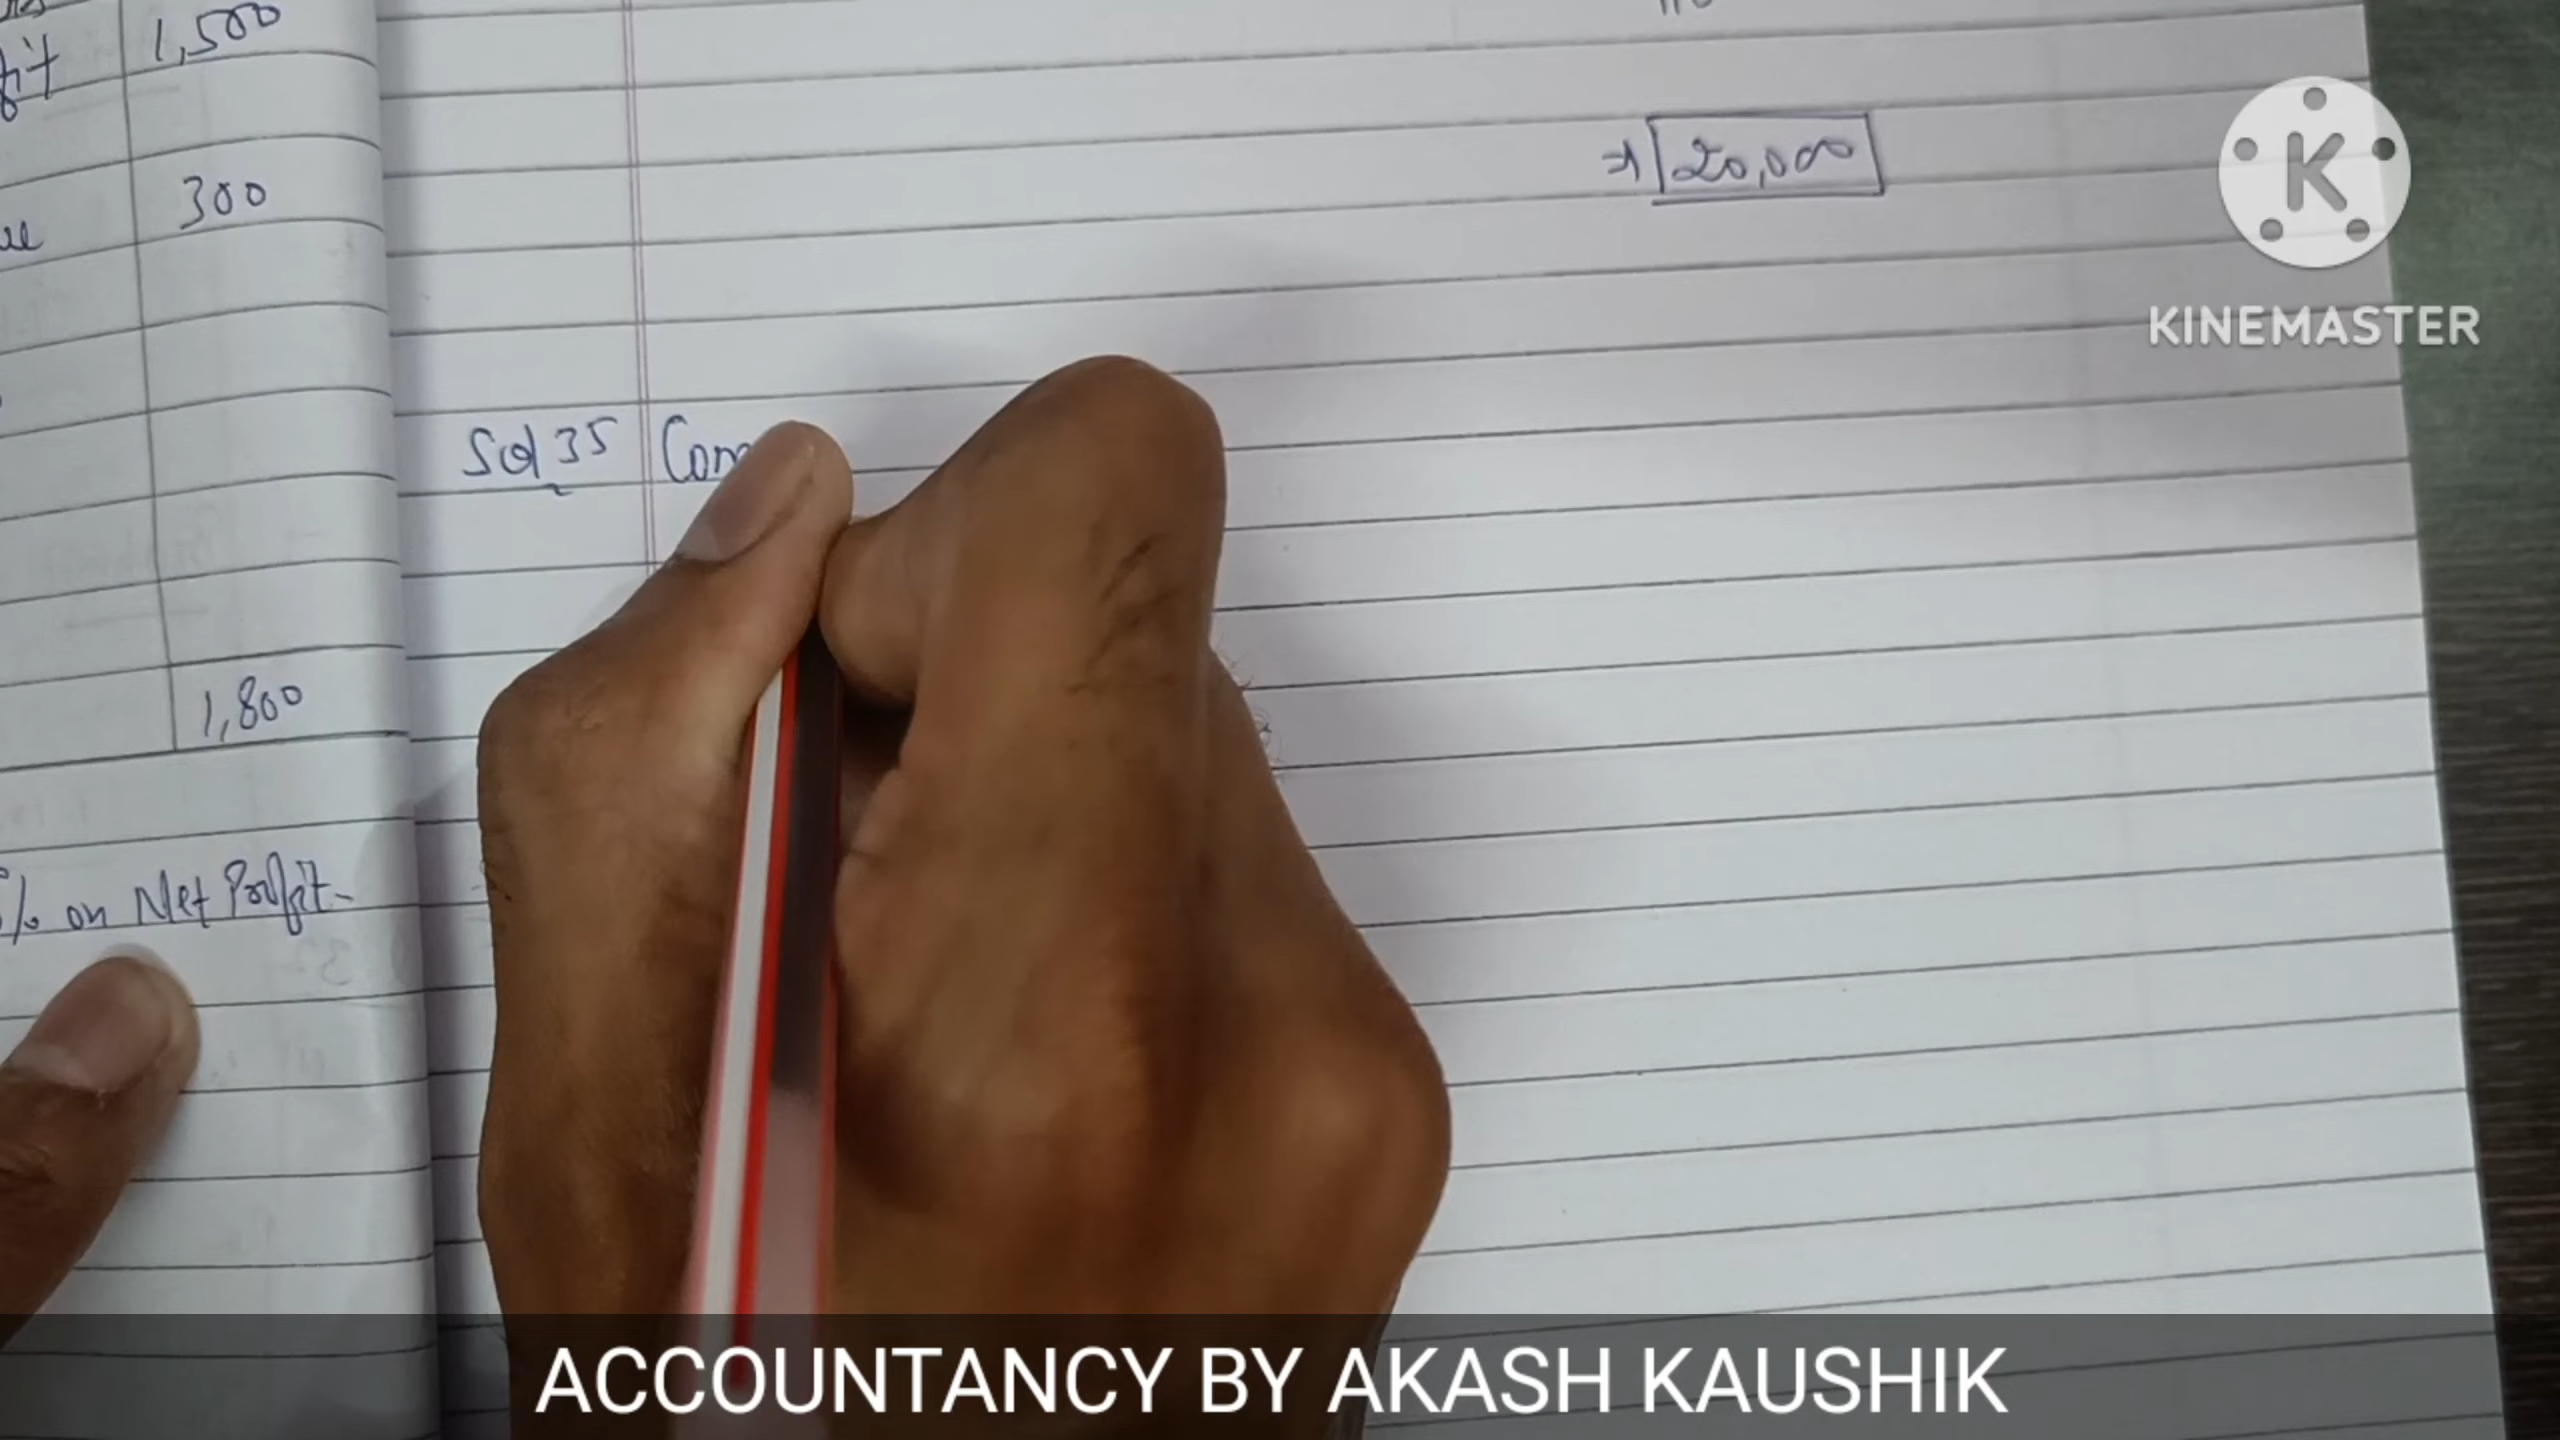 1,500
300
1,800
% on Net Profit-
20,000
Sol 35 Com
K
KINEMASTER
ACCOUNTANCY BY AKASH KAUSHIK